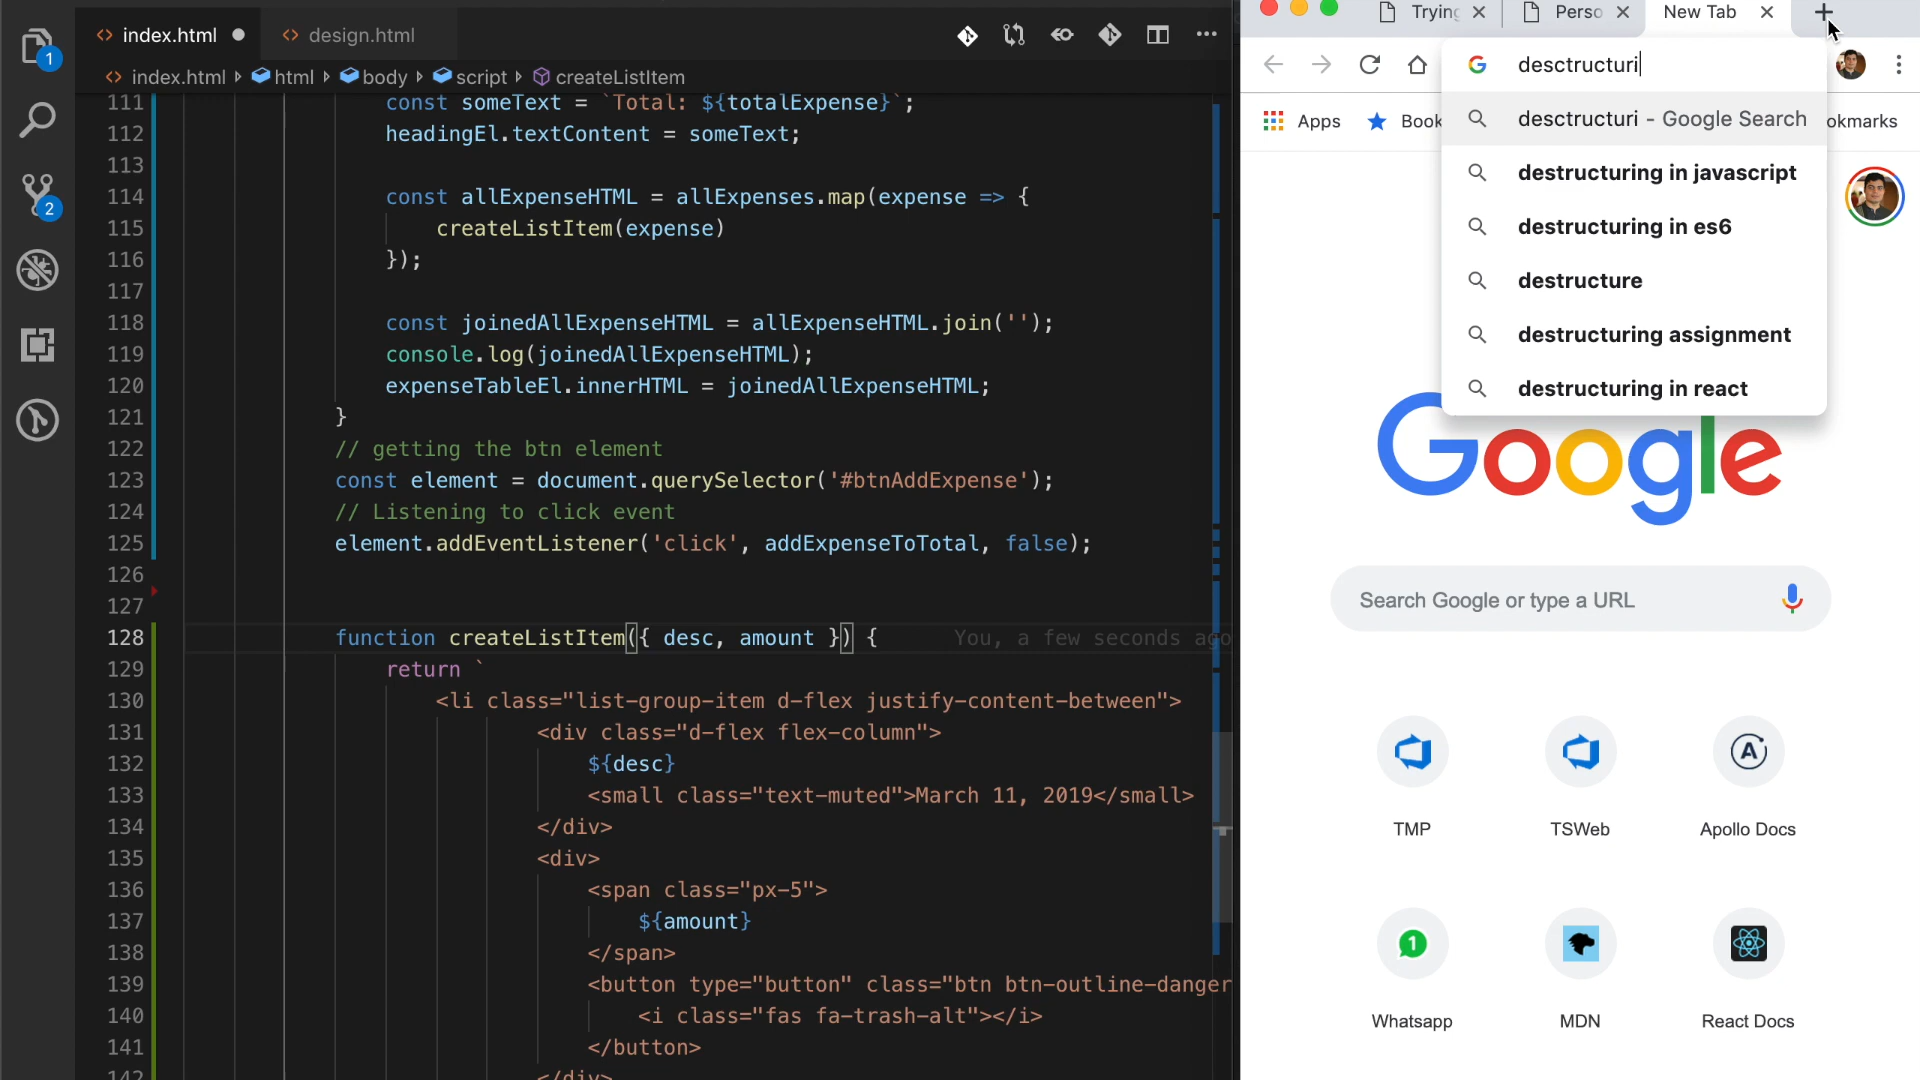 1
2
index.html
design.html
index.html html body script createListItem
111 const someText = `Total: ${totalExpense}`;
112 headingEl.textContent = someText;
113
114 const allExpenseHTML = allExpenses.map(expense => {
115 createListItem(expense)
116 });
117
118 const joinedAllExpenseHTML = allExpenseHTML.join('');
119 console.log(joinedAllExpenseHTML);
120 expenseTableEl.innerHTML = joinedAllExpenseHTML;
121 }
122 // getting the btn element
123 const element = document.querySelector('#btnAddExpense');
124 // Listening to click event
125 element.addEventListener('click', addExpenseToTotal, false);
126
127
128 function createListItem({ desc, amount }) { You, a few seconds ago
129 return `
130 <li class="list-group-item d-flex justify-content-between">
131 <div class="d-flex flex-column">
132 ${desc}
133 <small class="text-muted">March 11, 2019</small>
134 </div>
135 <div>
136 <span class="px-5">
137 ${amount}
138 </span>
139 <button type="button" class="btn btn-outline-danger
140 <i class="fas fa-trash-alt"></i>
141 </button>
142 </div>
Trying
Perso
New Tab
desctructuri
desctructuri - Google Search
destructuring in javascript
destructuring in es6
destructure
destructuring assignment
destructuring in react
Apps
Book
okmarks
Google
Search Google or type a URL
TMP
TSWeb
A
Apollo Docs
1
Whatsapp
MDN
React Docs